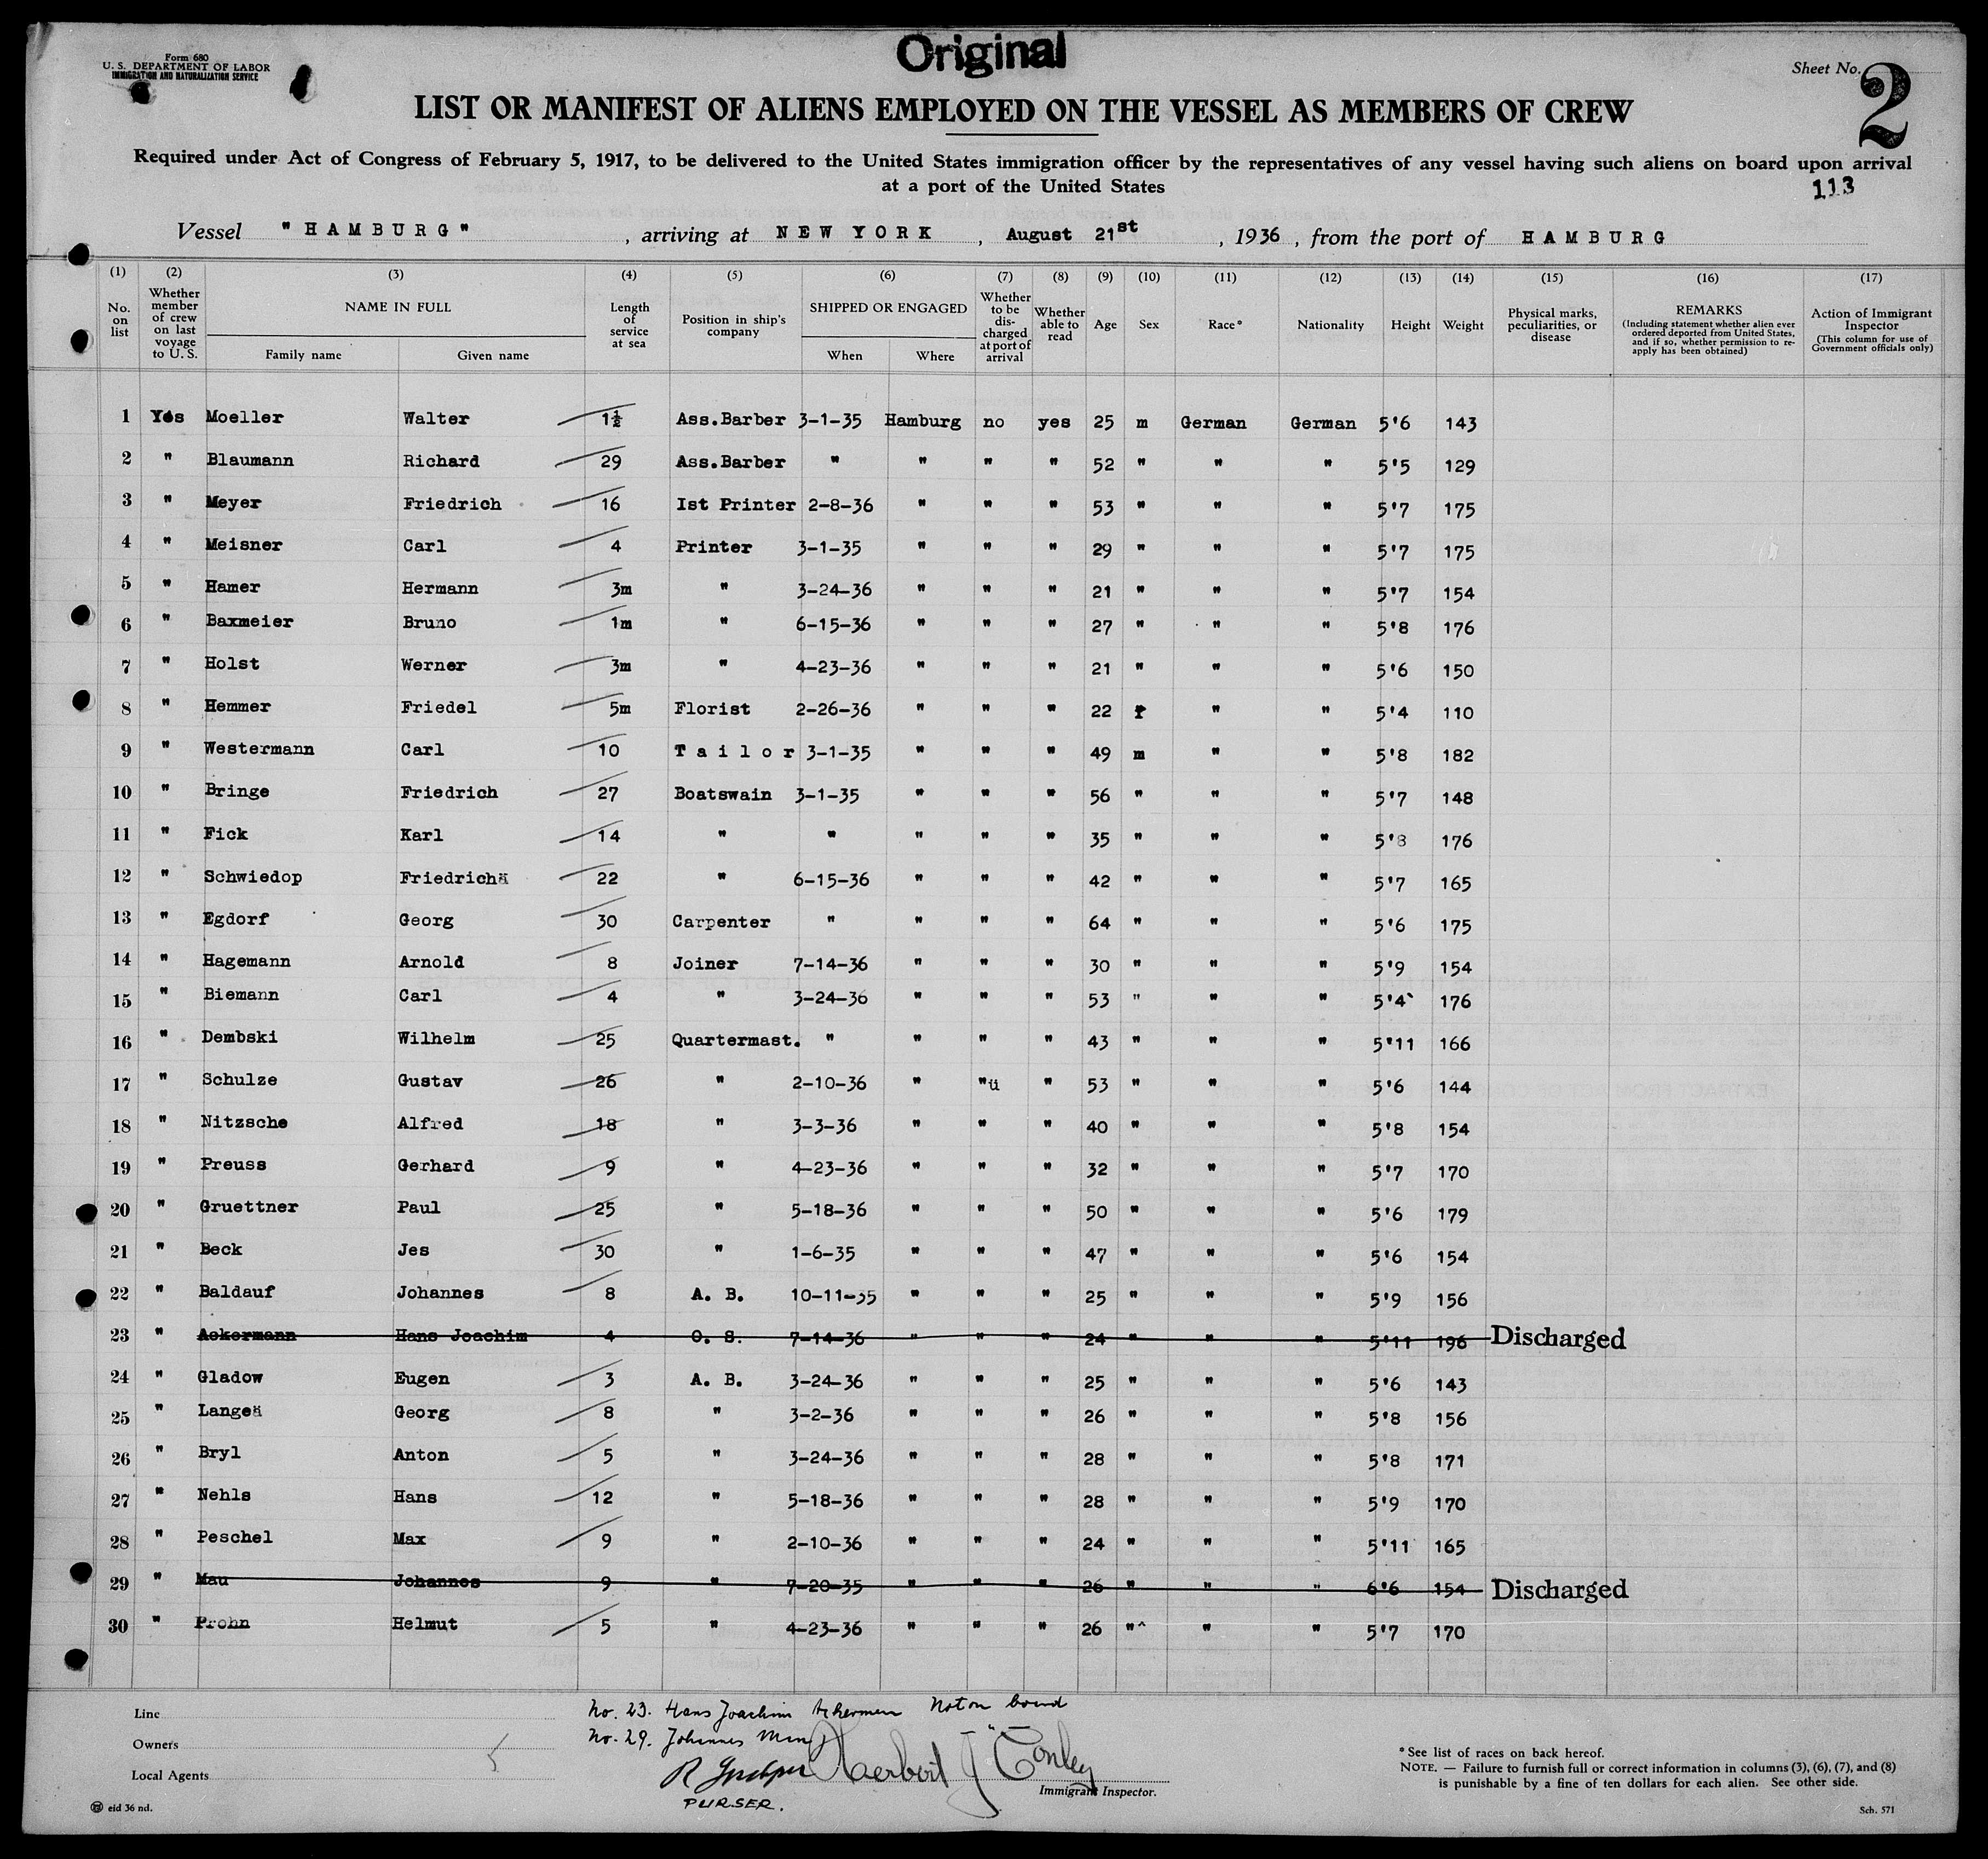 Original
Form 680
U. S. DEPARTMENT OF LABOR
IMMIGRATION AND NATURALIZATION SERVICE
Sheet No. 2
LIST OR MANIFEST OF ALIENS EMPLOYED ON THE VESSEL AS MEMBERS OF CREW
Required under Act of Congress of February 5, 1917, to be delivered to the United States immigration officer by the representatives of any vessel having such aliens on board upon arrival
at a port of the United States
113
Vessel "HAMBURG", arriving at NEW YORK, August 21st, 1936, from the port of HAMBURG
(1) (2) (3) (4) (5) (6) (7) (8) (9) (10) (11) (12) (13) (14) (15) (16) (17)
No. on list
Whether member of crew on last voyage to U. S.
NAME IN FULL
Family name Given name
Length of service at sea
Position in ship's company
SHIPPED OR ENGAGED
When Where
Whether to be discharged at port of arrival
Whether able to read
Age
Sex
Race*
Nationality
Height
Weight
Physical marks, peculiarities, or disease
REMARKS
(Including statement whether alien ever ordered deported from United States, and if so, whether permission to re-apply has been obtained)
Action of Immigrant Inspector
(This column for use of Government officials only)
1 Yes Moeller Walter 1½ Ass.Barber 3-1-35 Hamburg no yes 25 m German German 5'6 143
2 " Blaumann Richard 29 Ass.Barber " " " " 52 " " " 5'5 129
3 " Meyer Friedrich 16 Ist Printer 2-8-36 " " " 53 " " " 5'7 175
4 " Meisner Carl 4 Printer 3-1-35 " " " 29 " " " 5'7 175
5 " Hamer Hermann 3m " 3-24-36 " " " 21 " " " 5'7 154
6 " Baxmeier Bruno 1m " 6-15-36 " " " 27 " " " 5'8 176
7 " Holst Werner 3m " 4-23-36 " " " 21 " " " 5'6 150
8 " Hemmer Friedel 5m Florist 2-26-36 " " " 22 f " " 5'4 110
9 " Westermann Carl 10 Tailor 3-1-35 " " " 49 m " " 5'8 182
10 " Bringe Friedrich 27 Boatswain 3-1-35 " " " 56 " " " 5'7 148
11 " Fick Karl 14 " " " " " 35 " " " 5'8 176
12 " Schwiedop Friedrich 22 " 6-15-36 " " " 42 " " " 5'7 165
13 " Egdorf Georg 30 Carpenter " " " " 64 " " " 5'6 175
14 " Hagemann Arnold 8 Joiner 7-14-36 " " " 30 " " " 5'9 154
15 " Biemann Carl 4 " 3-24-36 " " " 53 " " " 5'4 176
16 " Dembski Wilhelm 25 Quartermast. " " " " 43 " " " 5'11 166
17 " Schulze Gustav 26 " 2-10-36 " "ü " 53 " " " 5'6 144
18 " Nitzsche Alfred 18 " 3-3-36 " " " 40 " " " 5'8 154
19 " Preuss Gerhard 9 " 4-23-36 " " " 32 " " " 5'7 170
20 " Gruettner Paul 25 " 5-18-36 " " " 50 " " " 5'6 179
21 " Beck Jes 30 " 1-6-35 " " " 47 " " " 5'6 154
22 " Baldauf Johannes 8 A. B. 10-11-35 " " " 25 " " " 5'9 156
23 " Ackermann Hans Joachim 4 O. S. 7-14-36 " " " 24 " " " 5'11 196 Discharged
24 " Gladow Eugen 3 A. B. 3-24-36 " " " 25 " " " 5'6 143
25 " Lange Georg 8 " 3-2-36 " " " 26 " " " 5'8 156
26 " Bryl Anton 5 " 3-24-36 " " " 28 " " " 5'8 171
27 " Nehls Hans 12 " 5-18-36 " " " 28 " " " 5'9 170
28 " Peschel Max 9 " 2-10-36 " " " 24 " " " 5'11 165
29 " Mau Johannes 9 " 7-20-35 " " " 26 " " " 6'6 154 Discharged
30 " Prohn Helmut 5 " 4-23-36 " " " 26 " " " 5'7 170
Line
Owners
Local Agents
No. 23. Hans Joachim Ackerman Not on board
No. 29. Johannes Mau
Herbert J Conley
PURSER.
Immigrant Inspector.
* See list of races on back hereof.
NOTE. — Failure to furnish full or correct information in columns (3), (6), (7), and (8)
is punishable by a fine of ten dollars for each alien. See other side.
eid 36 nd.
Sch. 571